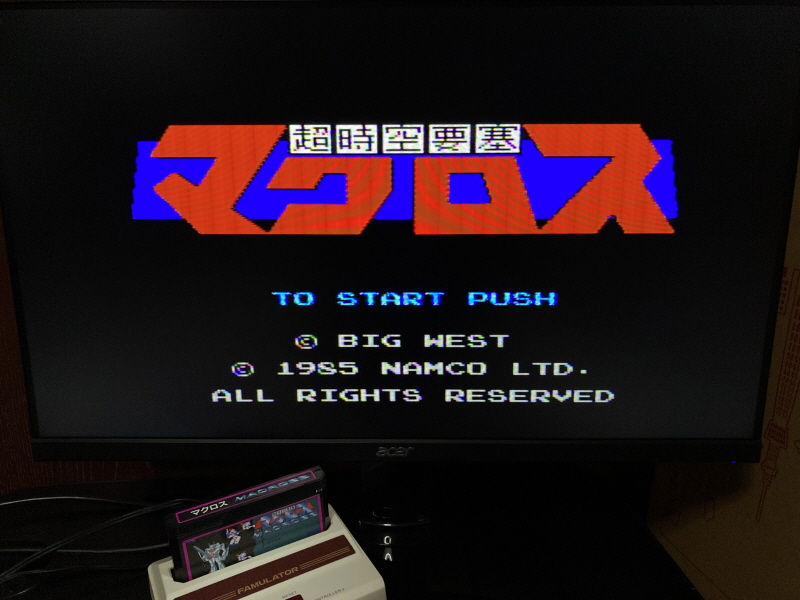 超時空要塞
マクロス
TO START PUSH
© BIG WEST
© 1985 NAMCO LTD.
ALL RIGHTS RESERVED
acer
マクロス MACROSS
FAMULATOR